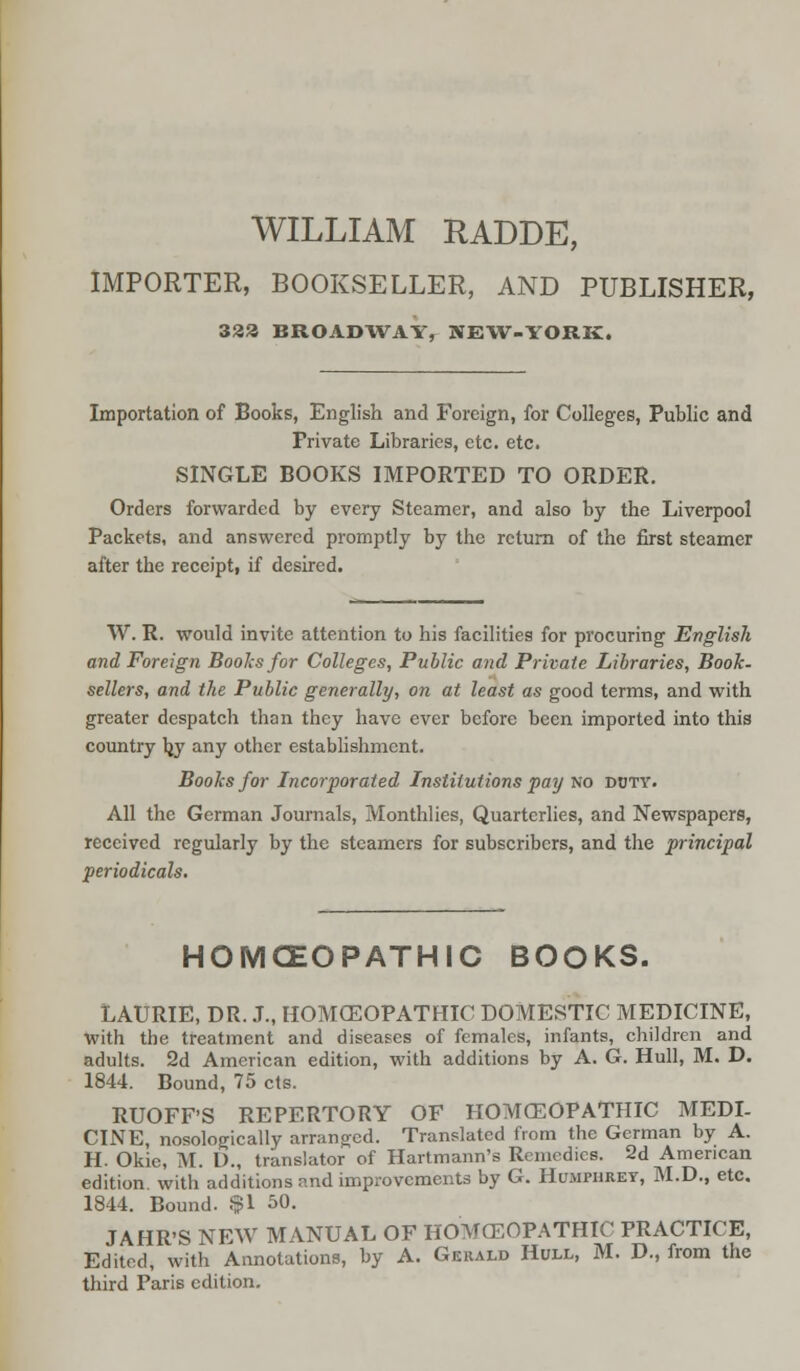 WILLIAM RADDE,
IMPORTER, BOOKSELLER, AND PUBLISHER,
322 BROADWAY, NEW-YORK.
Importation of Books, English and Foreign, for Colleges, Public and
Private Libraries, etc. etc.
SINGLE BOOKS IMPORTED TO ORDER.
Orders forwarded by every Steamer, and also by the Liverpool
Packets, and answered promptly by the return of the first steamer
after the receipt, if desired.
W. R. would invite attention to his facilities for procuring English
and Foreign Books for Colleges, Public and Private Libraries, Book-
sellers, and the Public generally, on at least as good terms, and with
greater despatch than they have ever before been imported into this
country by any other establishment.
Books for Incorporated Institutions pay NO DUTY.
All the German Journals, Monthlies, Quarterlies, and Newspapers,
received regularly by the steamers for subscribers, and the principal
periodicals.
HOMŒOPATHIC BOOKS.
LAURIE, DR. J., HOMŒOPATHIC DOMESTIC MEDICINE,
with the treatment and diseases of females, infants, children and
adults. 2d American edition, with additions by A. G. Hull, M. D.
1844. Bound, 75 cts.
RUOFF'S REPERTORY OF HOMŒOPATHIC MEDI-
CINE, nosologically arranged. Translated from the German by A.
H. Okie, M. D., translator of Hartmann's Remedies. 2d American
edition. with additions and improvements by G. HUMPHREY, M.D., etc.
1844. Bound. $1 50.
JAHR'S NEW MANUAL OF HOMŒOPATHIC PRACTICE,
Edited, with Annotations, by A. GERALD HULL, M. D., from the
third Paris edition.